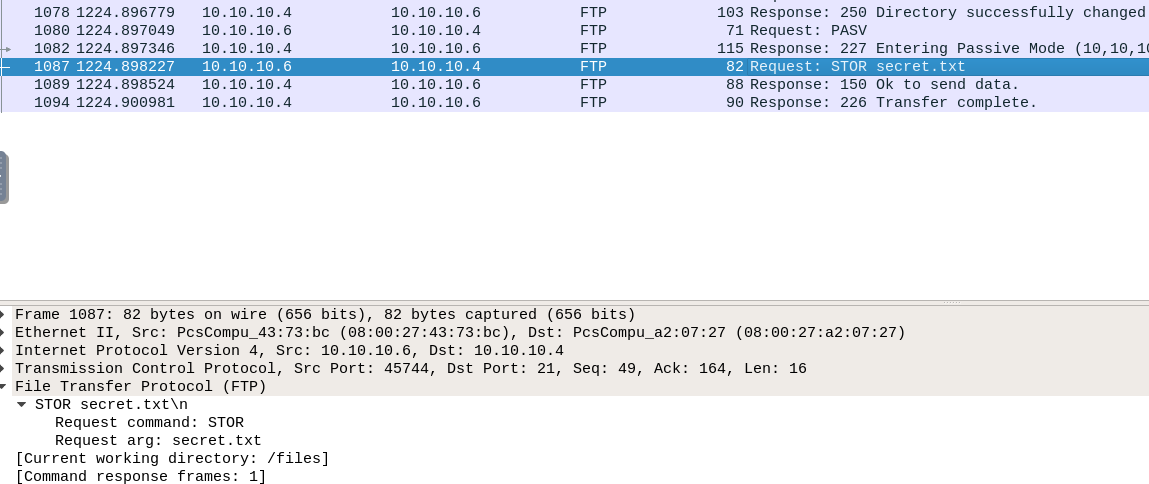 1078 1224.896779 10.10.10.4 10.10.10.6 FTP 103 Response: 250 Directory successfully changed
1080 1224.897049 10.10.10.6 10.10.10.4 FTP 71 Request: PASV
1082 1224.897346 10.10.10.4 10.10.10.6 FTP 115 Response: 227 Entering Passive Mode (10,10,10
1087 1224.898227 10.10.10.6 10.10.10.4 FTP 82 Request: STOR secret.txt
1089 1224.898524 10.10.10.4 10.10.10.6 FTP 88 Response: 150 Ok to send data.
1094 1224.900981 10.10.10.4 10.10.10.6 FTP 90 Response: 226 Transfer complete.
Frame 1087: 82 bytes on wire (656 bits), 82 bytes captured (656 bits)
Ethernet II, Src: PcsCompu_43:73:bc (08:00:27:43:73:bc), Dst: PcsCompu_a2:07:27 (08:00:27:a2:07:27)
Internet Protocol Version 4, Src: 10.10.10.6, Dst: 10.10.10.4
Transmission Control Protocol, Src Port: 45744, Dst Port: 21, Seq: 49, Ack: 164, Len: 16
File Transfer Protocol (FTP)
STOR secret.txt\n
Request command: STOR
Request arg: secret.txt
[Current working directory: /files]
[Command response frames: 1]